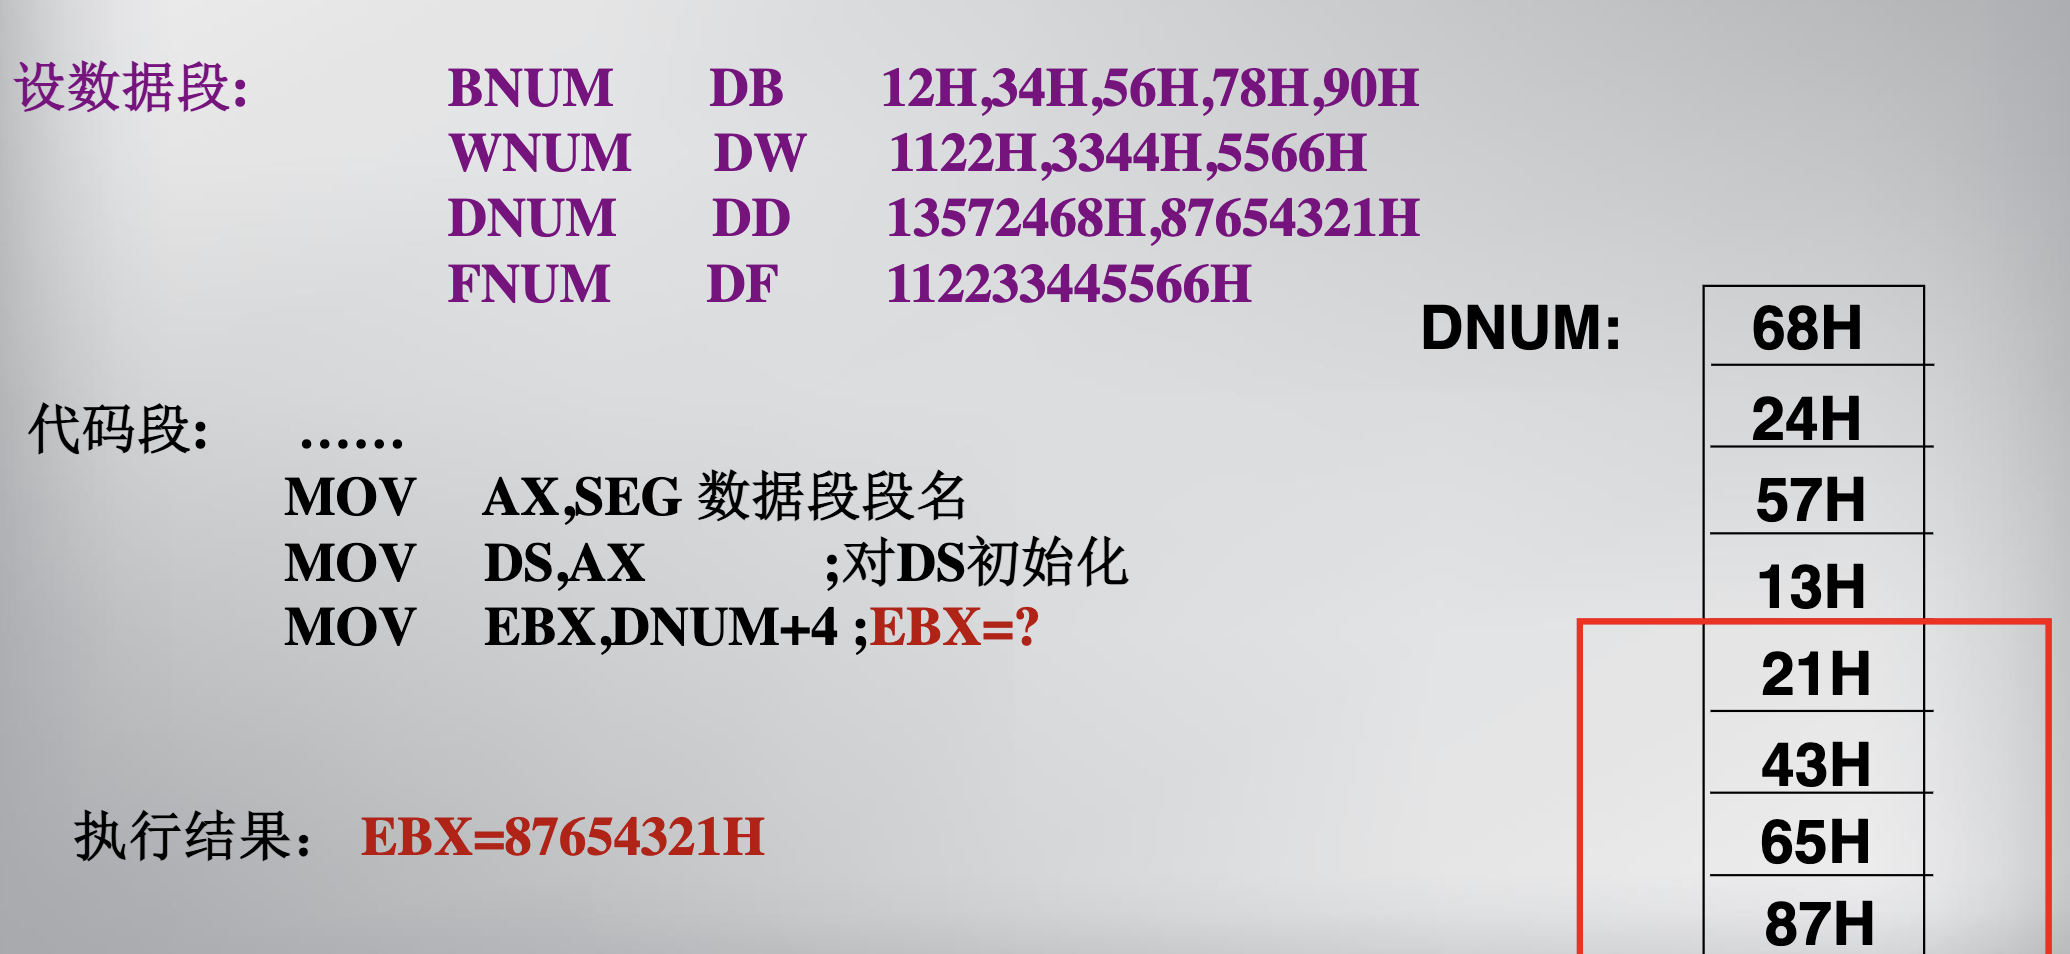 设数据段: BNUM DB 12H,34H,56H,78H,90H
WNUM DW 1122H,3344H,5566H
DNUM DD 13572468H,87654321H
FNUM DF 112233445566H
DNUM: 68H
24H
57H
13H
21H
43H
65H
87H
代码段: ......
MOV AX,SEG 数据段段名
MOV DS,AX ;对DS初始化
MOV EBX,DNUM+4 ;EBX=?
执行结果： EBX=87654321H